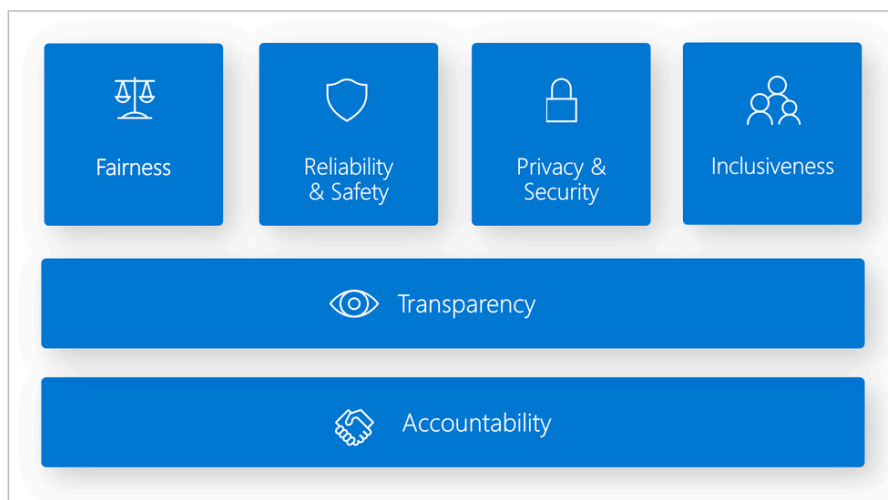 Fairness
Reliability
& Safety
Privacy &
Security
Inclusiveness
Transparency
Accountability